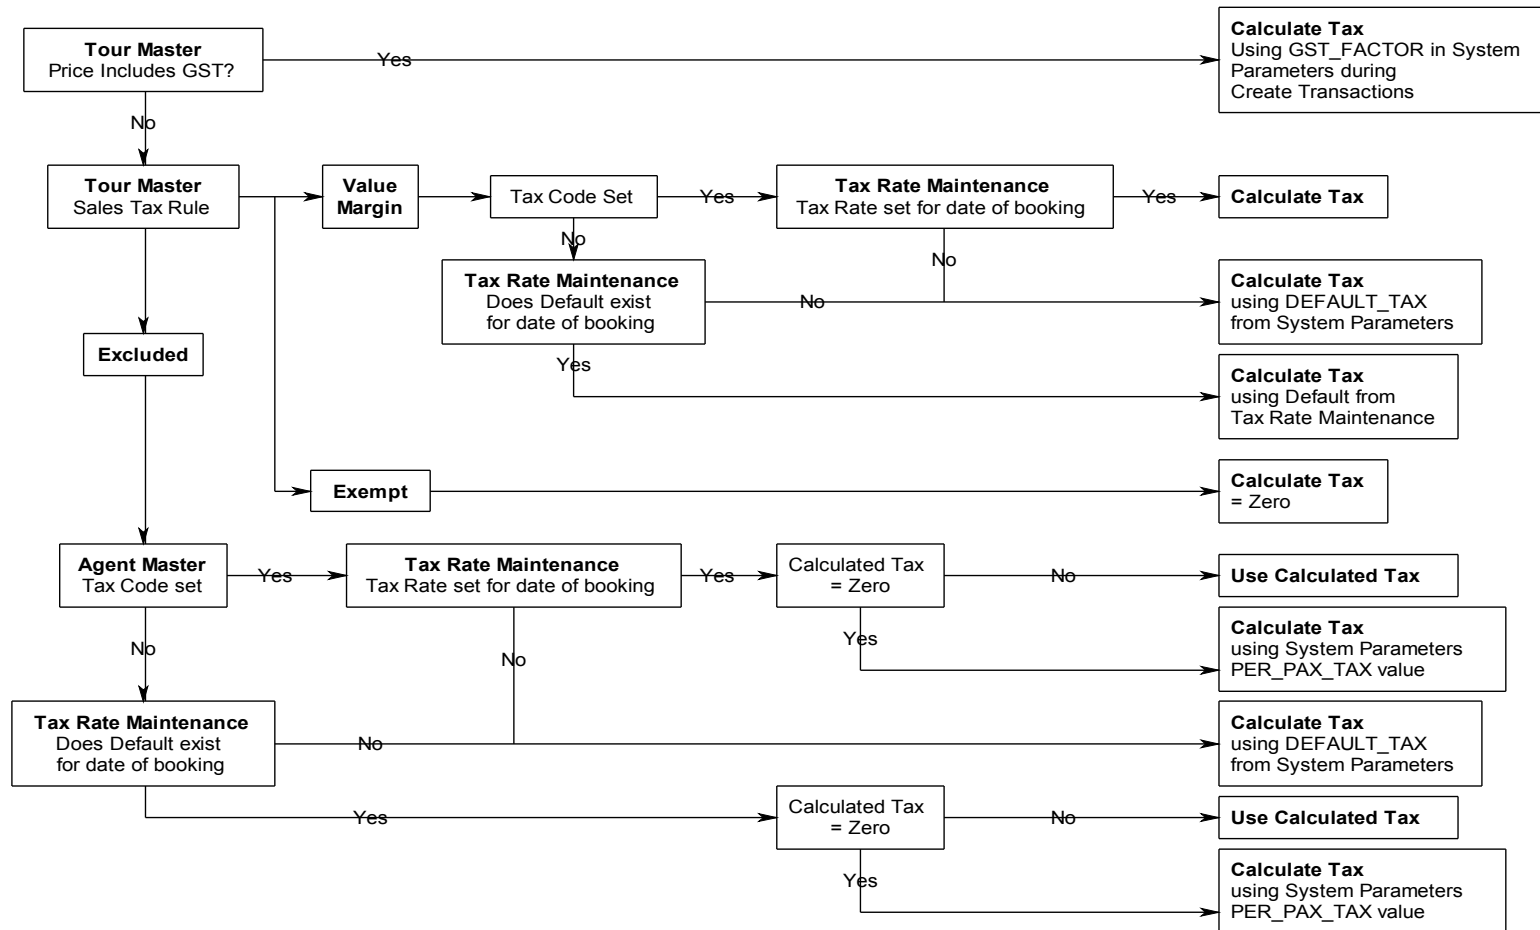 Tour Master
Price Includes GST?
Yes
Calculate Tax
Using GST_FACTOR in System
Parameters during
Create Transactions
No
Tour Master
Sales Tax Rule
Value
Margin
Tax Code Set
Yes
Tax Rate Maintenance
Tax Rate set for date of booking
Yes
Calculate Tax
No
No
Tax Rate Maintenance
Does Default exist
for date of booking
No
Calculate Tax
using DEFAULT_TAX
from System Parameters
Excluded
Yes
Calculate Tax
using Default from
Tax Rate Maintenance
Exempt
Calculate Tax
= Zero
Agent Master
Tax Code set
Yes
Tax Rate Maintenance
Tax Rate set for date of booking
Yes
Calculated Tax
= Zero
No
Use Calculated Tax
No
No
Yes
Calculate Tax
using System Parameters
PER_PAX_TAX value
Tax Rate Maintenance
Does Default exist
for date of booking
No
Calculate Tax
using DEFAULT_TAX
from System Parameters
Yes
Calculated Tax
= Zero
No
Use Calculated Tax
Yes
Calculate Tax
using System Parameters
PER_PAX_TAX value